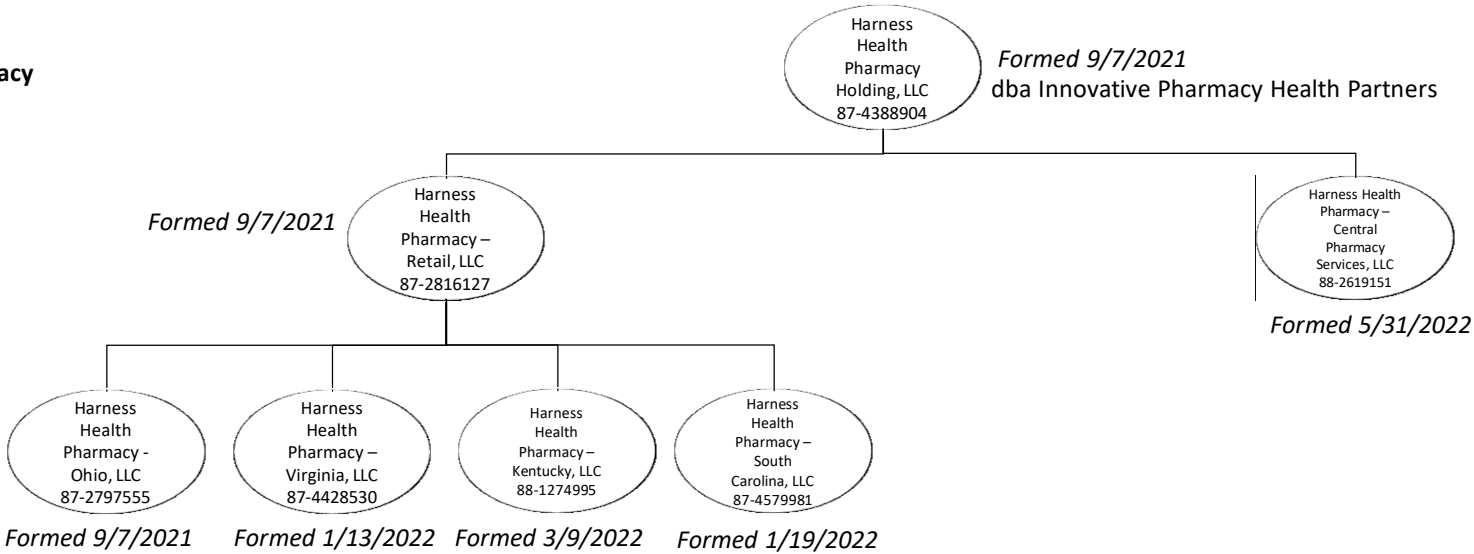 acy
Harness
Health
Pharmacy
Holding, LLC
87-4388904
Formed 9/7/2021
dba Innovative Pharmacy Health Partners
Formed 9/7/2021
Harness
Health
Pharmacy –
Retail, LLC
87-2816127
Harness Health
Pharmacy –
Central
Pharmacy
Services, LLC
88-2619151
Formed 5/31/2022
Harness
Health
Pharmacy -
Ohio, LLC
87-2797555
Formed 9/7/2021
Harness
Health
Pharmacy –
Virginia, LLC
87-4428530
Formed 1/13/2022
Harness
Health
Pharmacy –
Kentucky, LLC
88-1274995
Formed 3/9/2022
Harness
Health
Pharmacy –
South
Carolina, LLC
87-4579981
Formed 1/19/2022